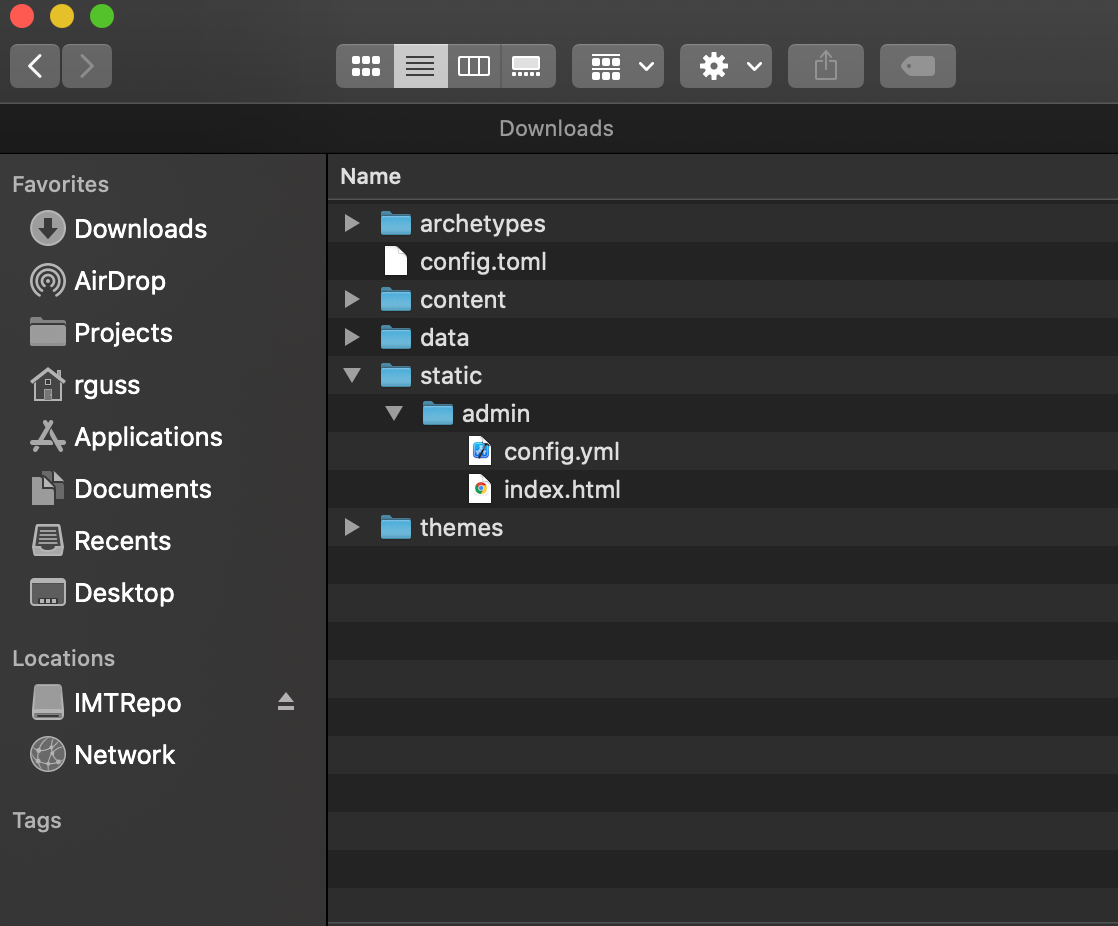 Downloads
Favorites
Downloads
AirDrop
Projects
rguss
Applications
Documents
Recents
Desktop
Locations
IMTRepo
Network
Tags
Name
archetypes
config.toml
content
data
static
admin
config.yml
index.html
themes